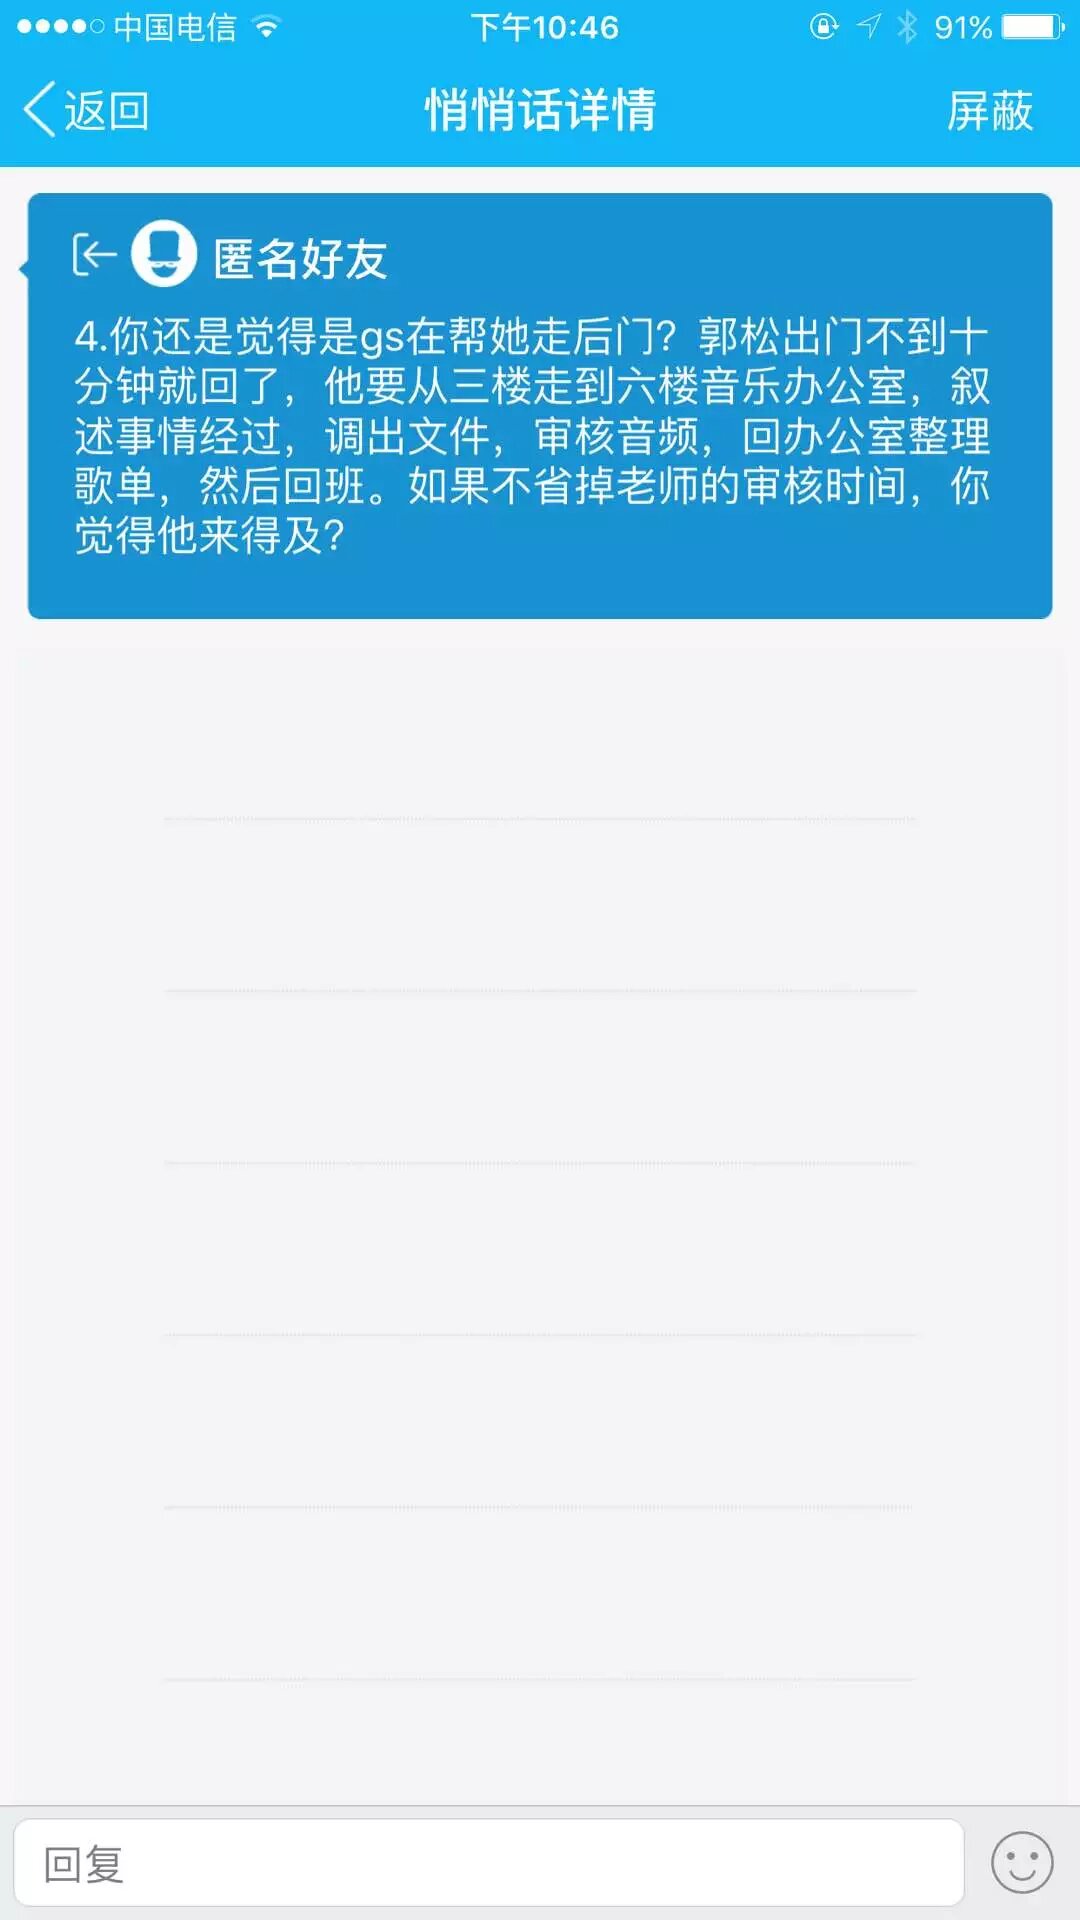 中国电信 下午10:46 91%
返回 悄悄话详情 屏蔽
匿名好友
4.你还是觉得是gs在帮她走后门？郭松出门不到十
分钟就回了，他要从三楼走到六楼音乐办公室，叙
述事情经过，调出文件，审核音频，回办公室整理
歌单，然后回班。如果不省掉老师的审核时间，你
觉得他来得及？
回复